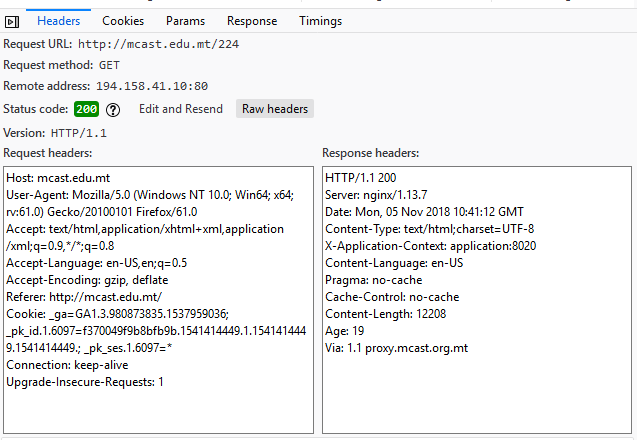 Headers Cookies Params Response Timings
Request URL: http://mcast.edu.mt/224
Request method: GET
Remote address: 194.158.41.10:80
Status code: 200 ? Edit and Resend Raw headers
Version: HTTP/1.1
Request headers:
Host: mcast.edu.mt
User-Agent: Mozilla/5.0 (Windows NT 10.0; Win64; x64;
rv:61.0) Gecko/20100101 Firefox/61.0
Accept: text/html,application/xhtml+xml,application
/xml;q=0.9,*/*;q=0.8
Accept-Language: en-US,en;q=0.5
Accept-Encoding: gzip, deflate
Referer: http://mcast.edu.mt/
Cookie: _ga=GA1.3.980873835.1537959036;
_pk_id.1.6097=f370049f9b8bfb9b.1541414449.1.154141444
9.1541414449.; _pk_ses.1.6097=*
Connection: keep-alive
Upgrade-Insecure-Requests: 1
Response headers:
HTTP/1.1 200
Server: nginx/1.13.7
Date: Mon, 05 Nov 2018 10:41:12 GMT
Content-Type: text/html;charset=UTF-8
X-Application-Context: application:8020
Content-Language: en-US
Pragma: no-cache
Cache-Control: no-cache
Content-Length: 12208
Age: 19
Via: 1.1 proxy.mcast.org.mt